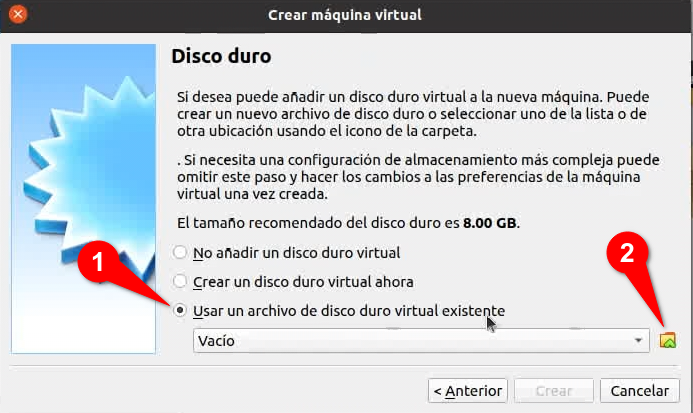 Crear máquina virtual
Disco duro
Si desea puede añadir un disco duro virtual a la nueva máquina. Puede
crear un nuevo archivo de disco duro o seleccionar uno de la lista o de
otra ubicación usando el icono de la carpeta.
. Si necesita una configuración de almacenamiento más compleja puede
omitir este paso y hacer los cambios a las preferencias de la máquina
virtual una vez creada.
El tamaño recomendado del disco duro es 8.00 GB.
1
2
No añadir un disco duro virtual
Crear un disco duro virtual ahora
Usar un archivo de disco duro virtual existente
Vacío
< Anterior
Crear
Cancelar